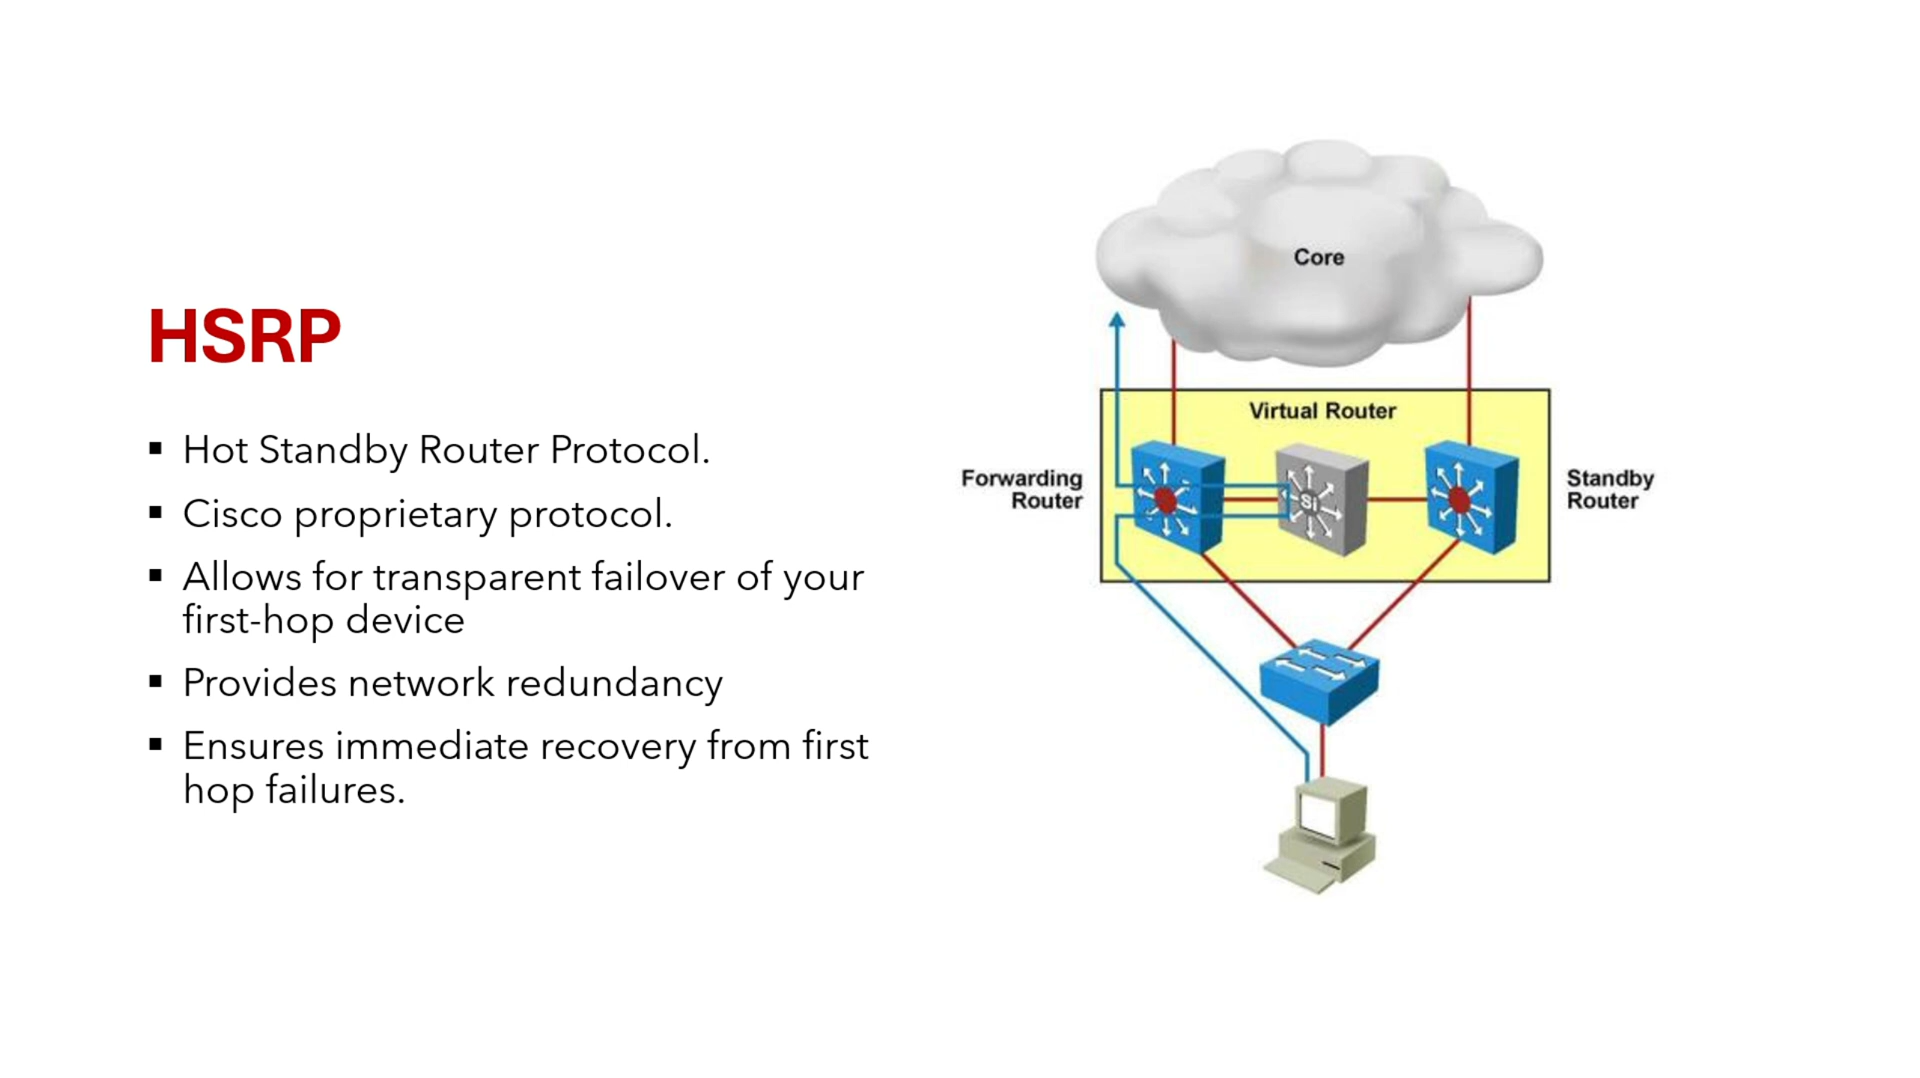 HSRP
▪ Hot Standby Router Protocol.
▪ Cisco proprietary protocol.
▪ Allows for transparent failover of your
first-hop device
▪ Provides network redundancy
▪ Ensures immediate recovery from first
hop failures.
Core
Virtual Router
Forwarding
Router
Si
Standby
Router